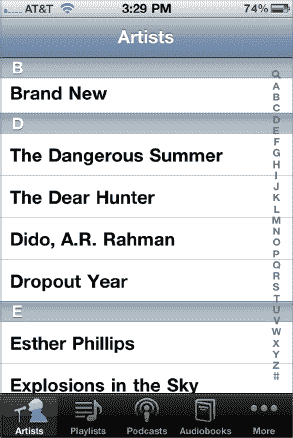 AT&T 3:29 PM 74%
Artists
B
Brand New
D
The Dangerous Summer
The Dear Hunter
Dido, A.R. Rahman
Dropout Year
E
Esther Phillips
Explosions in the Sky
A
B
C
D
E
F
G
H
I
J
K
L
M
N
O
P
Q
R
S
T
U
V
W
X
Y
Z
#
Artists Playlists Podcasts Audiobooks More